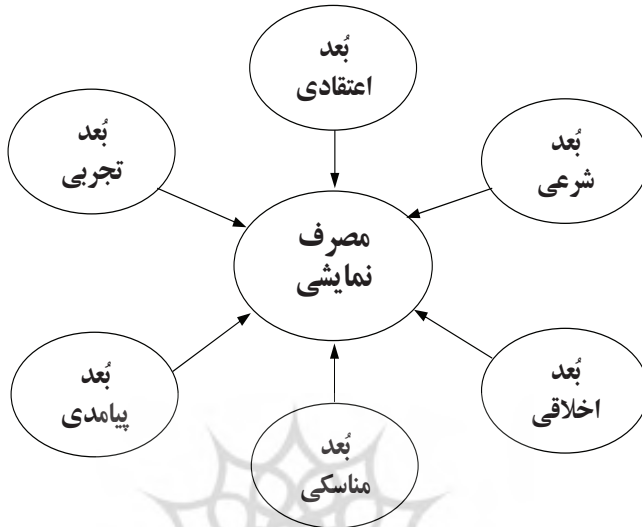 بُعد
اعتقادی
بُعد
شرعی
بُعد
تجربی
مصرف
نمایشی
بُعد
اخلاقی
بُعد
پیامدی
بُعد
مناسکی